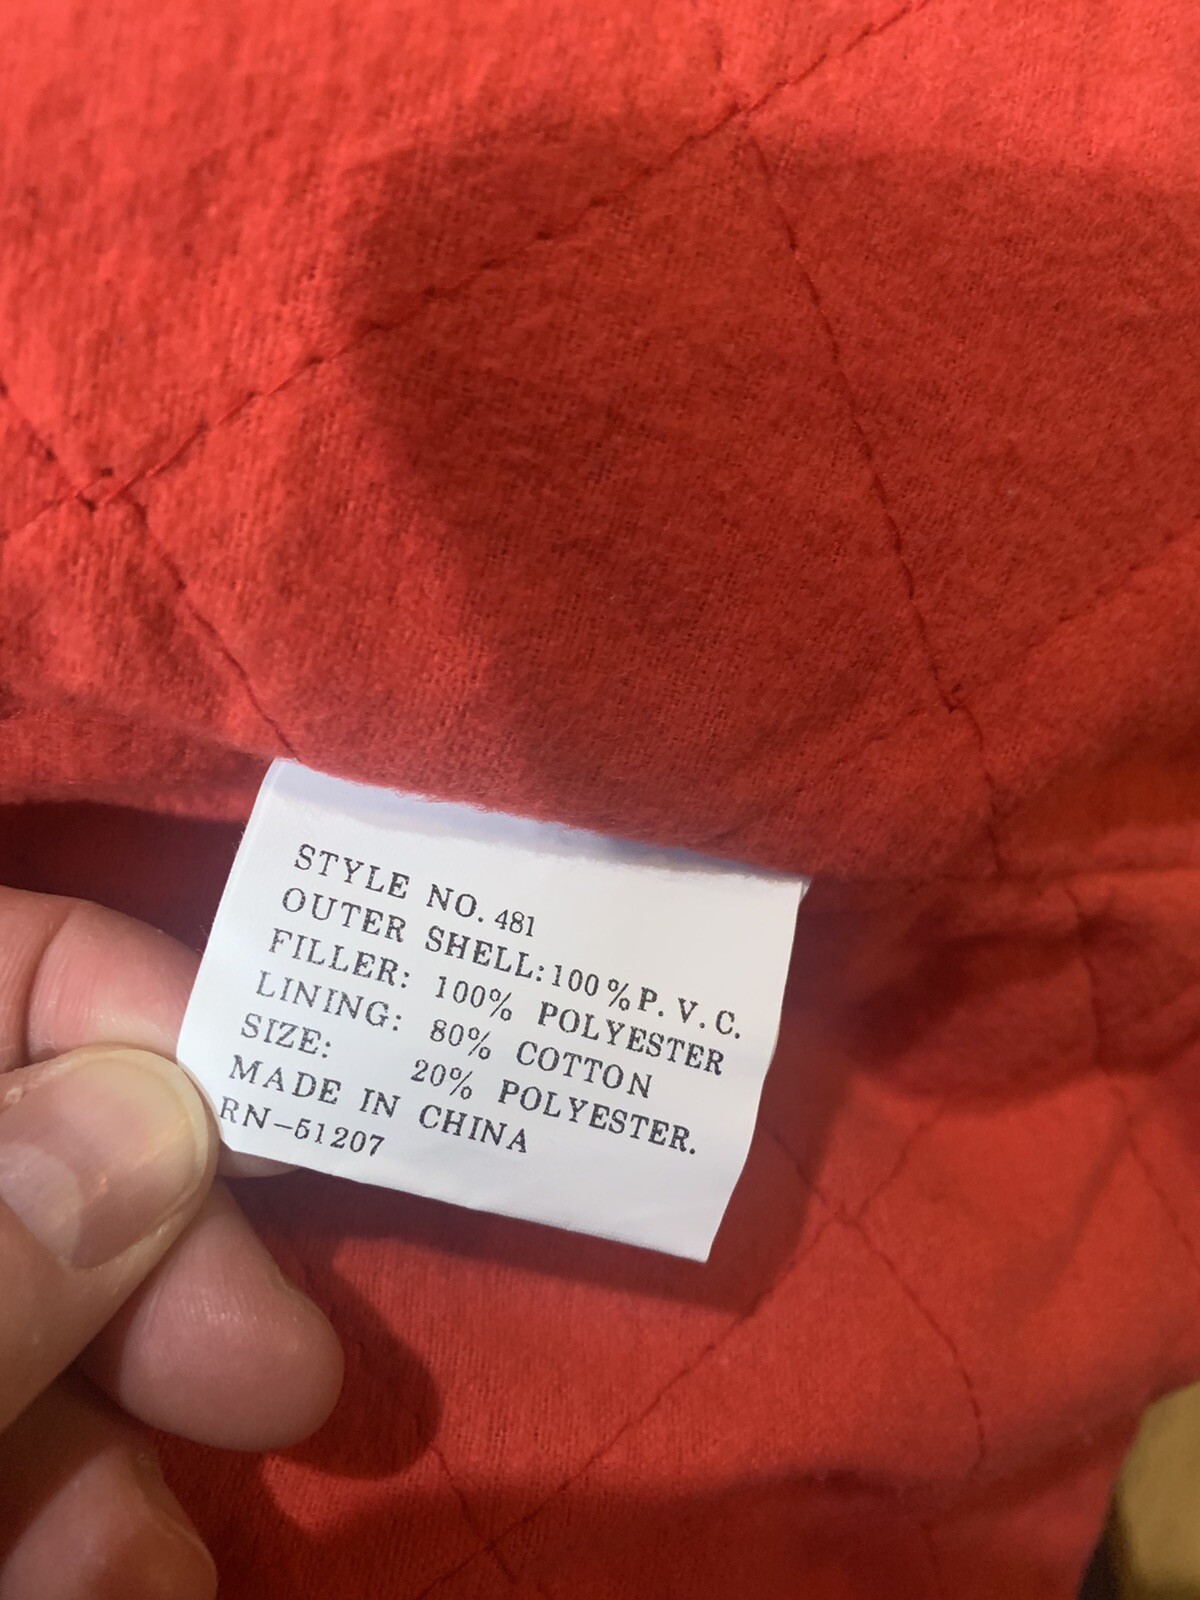 STYLE NO. 481
OUTER SHELL: 100% P.V.C.
FILLER: 100% POLYESTER
LINING: 80% COTTON
SIZE: 20% POLYESTER.
MADE IN CHINA
RN-51207